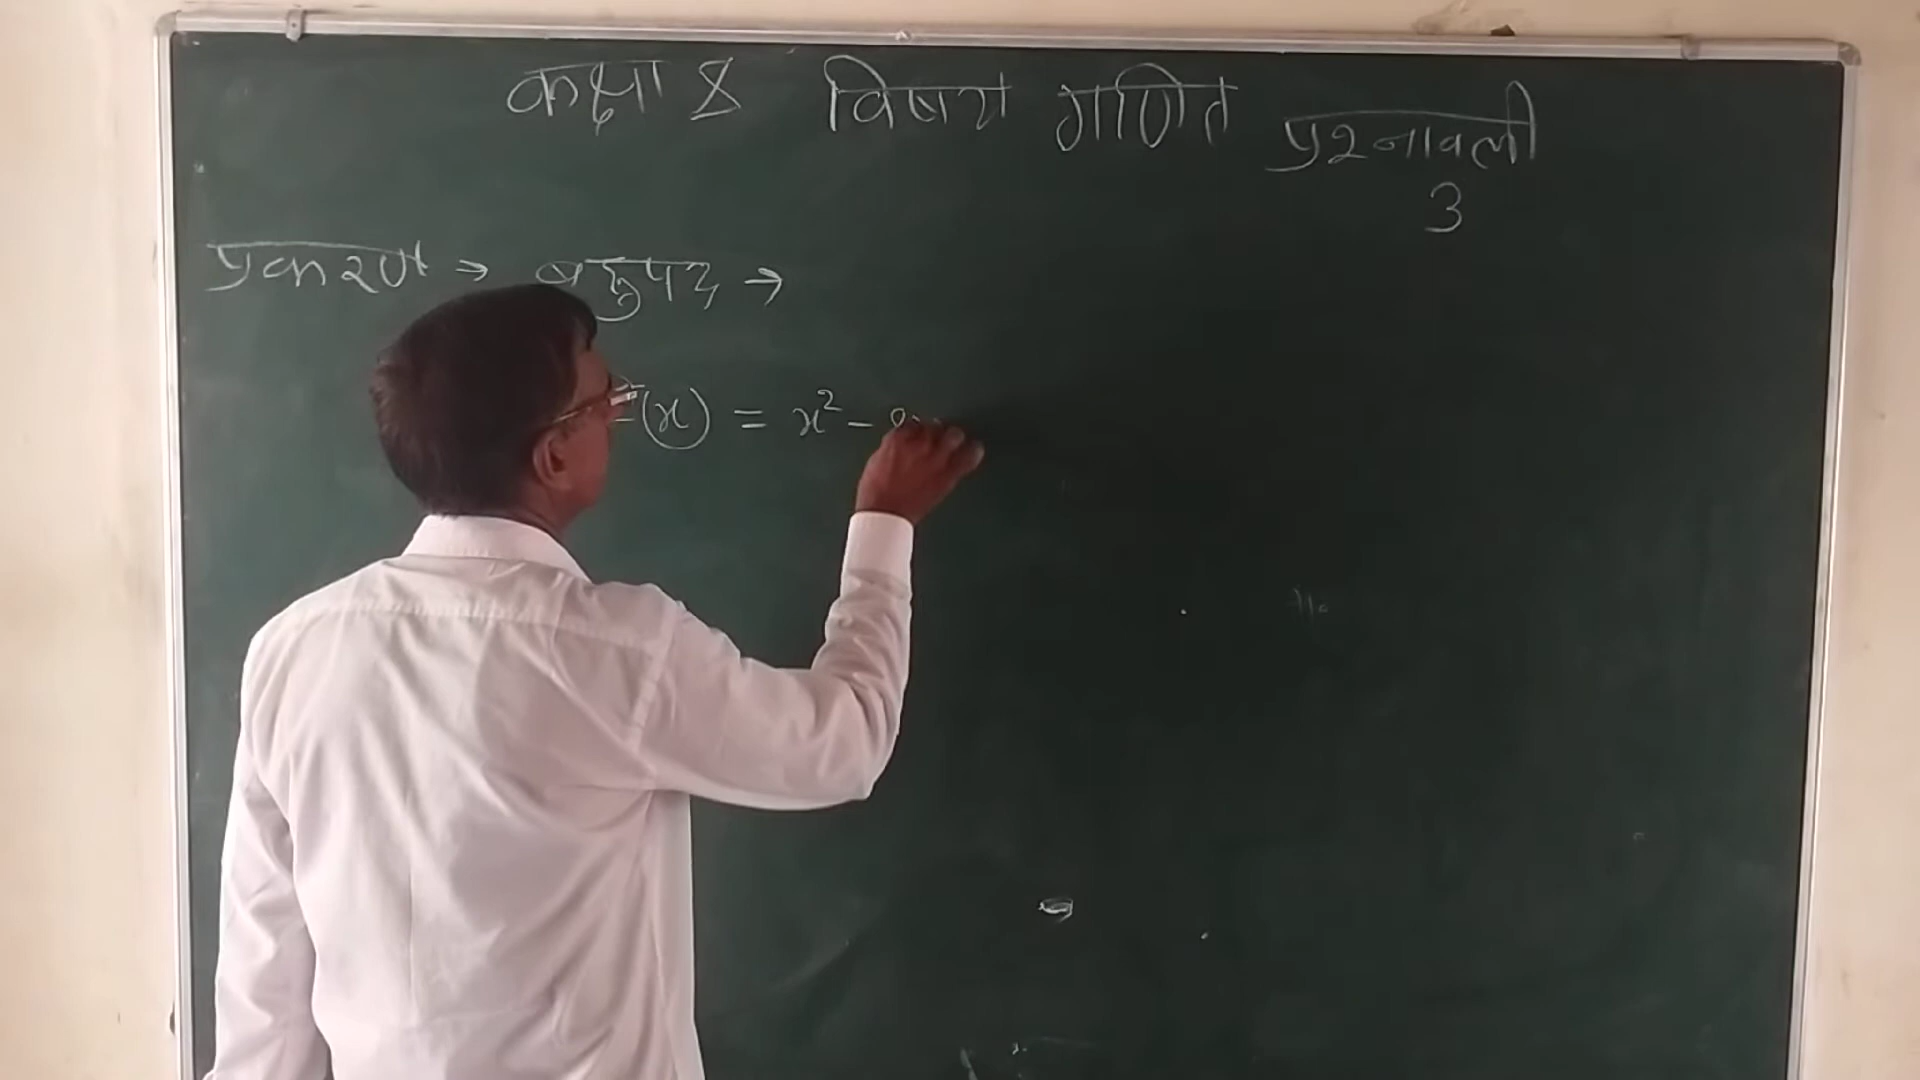 कक्षा 8 विषय गणित प्रश्नावली
3
प्रकरण → बहुपद →
(x) = x² -